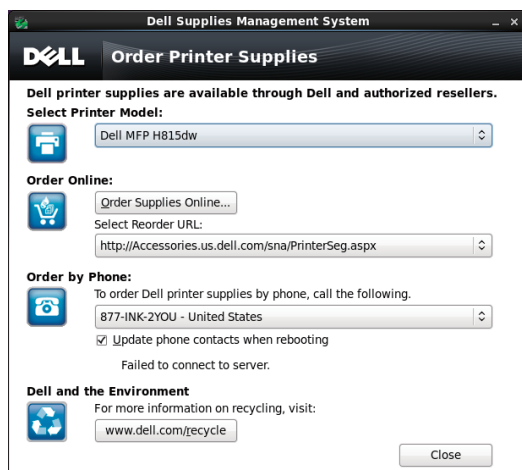 Dell Supplies Management System
DELL Order Printer Supplies
Dell printer supplies are available through Dell and authorized resellers.
Select Printer Model:
Dell MFP H815dw
Order Online:
Order Supplies Online...
Select Reorder URL:
http://Accessories.us.dell.com/sna/PrinterSeg.aspx
Order by Phone:
To order Dell printer supplies by phone, call the following.
877-INK-2YOU - United States
Update phone contacts when rebooting
Failed to connect to server.
Dell and the Environment
For more information on recycling, visit:
www.dell.com/recycle
Close